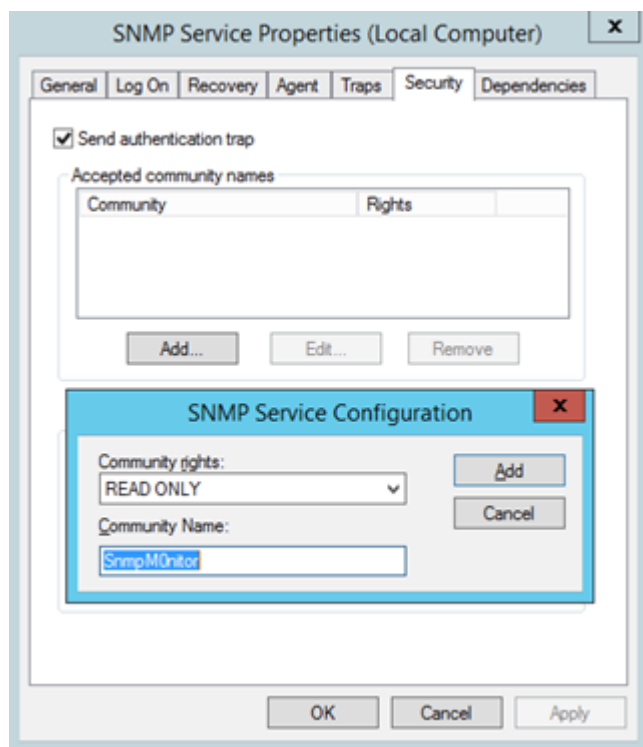 SNMP Service Properties (Local Computer) x
General Log On Recovery Agent Traps Security Dependencies
Send authentication trap
Accepted community names
Community Rights
Add... Edit... Remove
SNMP Service Configuration x
Community rights:
READ ONLY
Add
Community Name:
Cancel
SnmpM0nitor
OK Cancel Apply